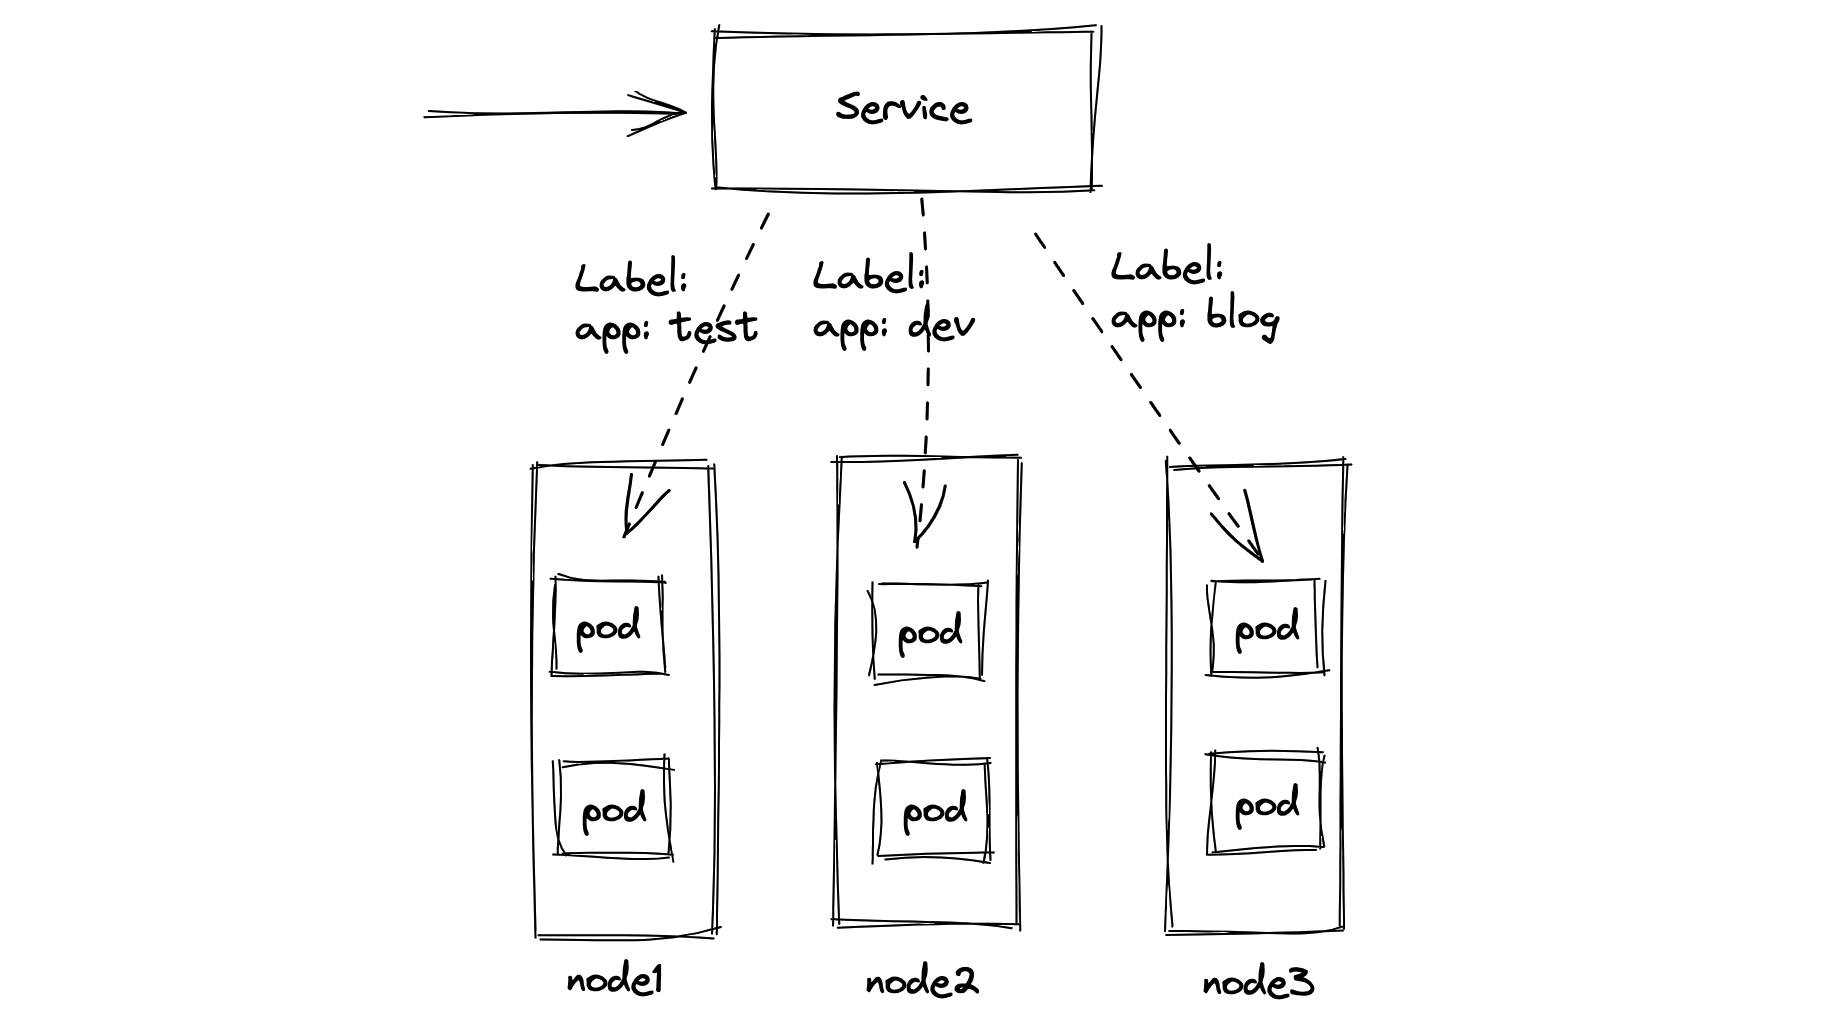 Service
Label:
app: test
Label:
app: dev
Label:
app: blog
pod
pod
pod
pod
pod
pod
node1
node2
node3